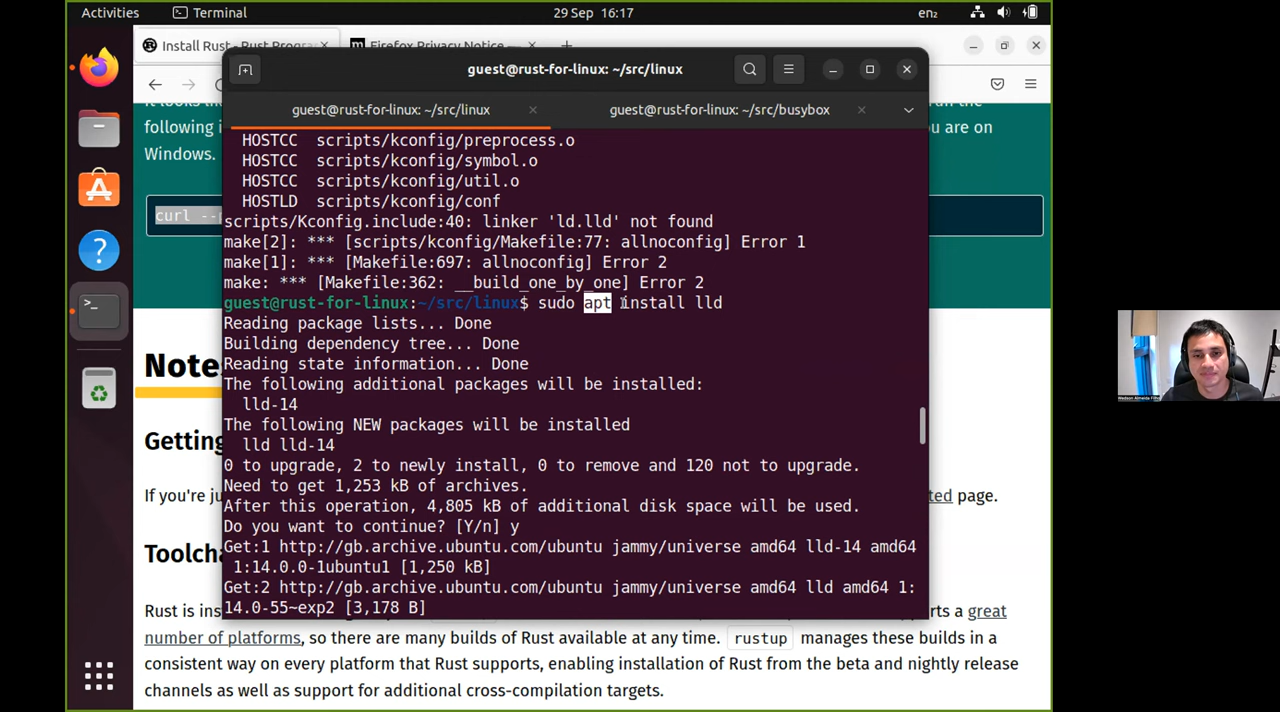 Activities
Terminal
29 Sep 16:17
en2
Install Rust - Rust Progra
Firefox Privacy Notice —
guest@rust-for-linux: ~/src/linux
guest@rust-for-linux: ~/src/linux
guest@rust-for-linux: ~/src/busybox
following i
Windows.
curl --p
you are on
HOSTCC scripts/kconfig/preprocess.o
HOSTCC scripts/kconfig/symbol.o
HOSTCC scripts/kconfig/util.o
HOSTLD scripts/kconfig/conf
scripts/Kconfig.include:40: linker 'ld.lld' not found
make[2]: *** [scripts/kconfig/Makefile:77: allnoconfig] Error 1
make[1]: *** [Makefile:697: allnoconfig] Error 2
make: *** [Makefile:362: __build_one_by_one] Error 2
guest@rust-for-linux:~/src/linux$ sudo apt install lld
Reading package lists... Done
Building dependency tree... Done
Reading state information... Done
The following additional packages will be installed:
lld-14
The following NEW packages will be installed
lld lld-14
0 to upgrade, 2 to newly install, 0 to remove and 120 not to upgrade.
Need to get 1,253 kB of archives.
After this operation, 4,805 kB of additional disk space will be used.
Do you want to continue? [Y/n] y
Get:1 http://gb.archive.ubuntu.com/ubuntu jammy/universe amd64 lld-14 amd64
1:14.0.0-1ubuntu1 [1,250 kB]
Get:2 http://gb.archive.ubuntu.com/ubuntu jammy/universe amd64 lld amd64 1:
14.0-55~exp2 [3,178 B]
Notes
Getting
If you're ju
ted page.
Toolcha
Rust is ins
rts a great
number of platforms, so there are many builds of Rust available at any time. rustup manages these builds in a
consistent way on every platform that Rust supports, enabling installation of Rust from the beta and nightly release
channels as well as support for additional cross-compilation targets.
Wedson Almeida Filho